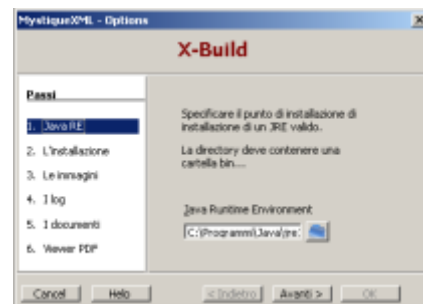 MystiqueXML - Options
X-Build
Passi
1. Java RE
2. L'installazione
3. Le immagini
4. I log
5. I documenti
6. Viewer PDF
Specificare il punto di installazione di
installazione di un JRE valido.
La directory deve contenere una
cartella bin....
Java Runtime Environment
C:\Programmi\Java\jre
Cancel Help < Indietro Avanti > OK